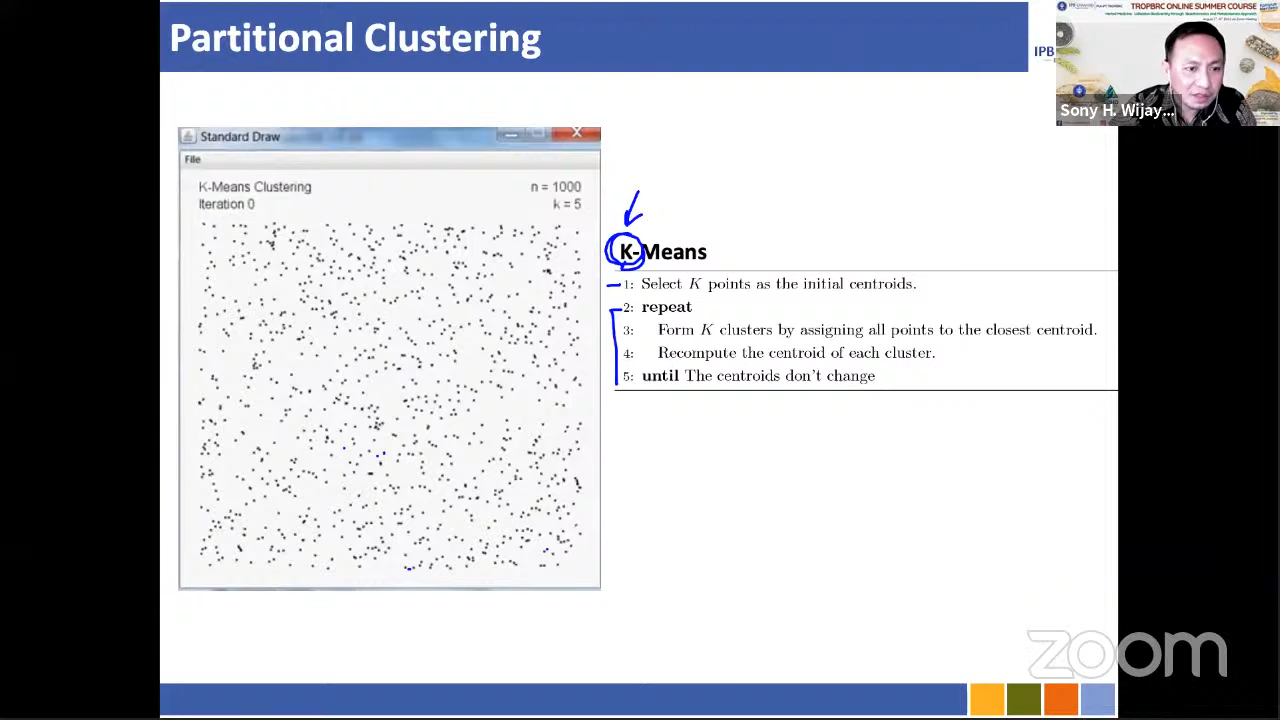 Partitional Clustering
IPB
TROPBRC ONLINE SUMMER COURSE
Sony H. Wijay...
Standard Draw
File
K-Means Clustering
n = 1000
Iteration 0
k = 5
K-Means
1: Select K points as the initial centroids.
2: repeat
3: Form K clusters by assigning all points to the closest centroid.
4: Recompute the centroid of each cluster.
5: until The centroids don't change
zoom